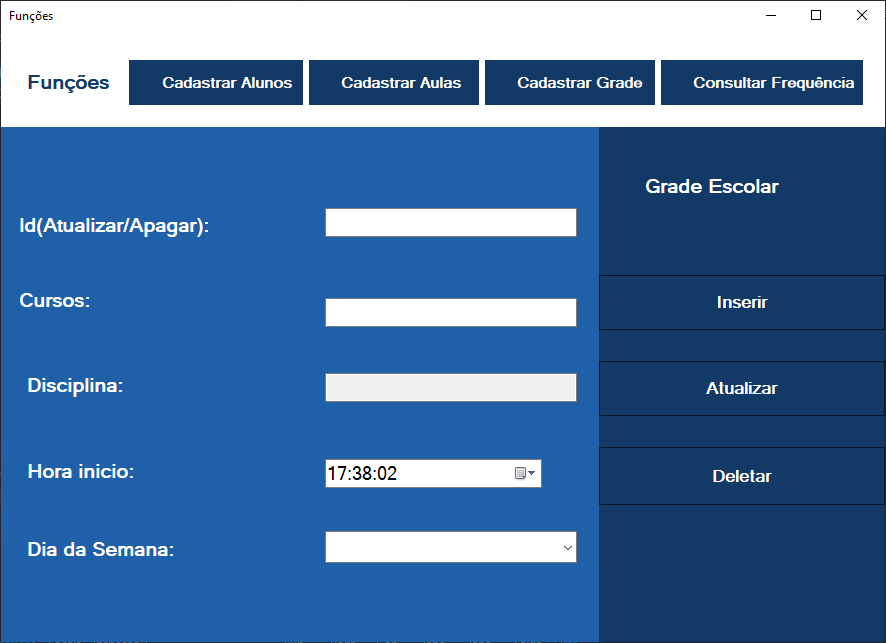 Funções
Funções
Cadastrar Alunos
Cadastrar Aulas
Cadastrar Grade
Consultar Frequência
Grade Escolar
Id(Atualizar/Apagar):
Cursos:
Inserir
Disciplina:
Atualizar
Hora inicio:
17:38:02
Deletar
Dia da Semana: